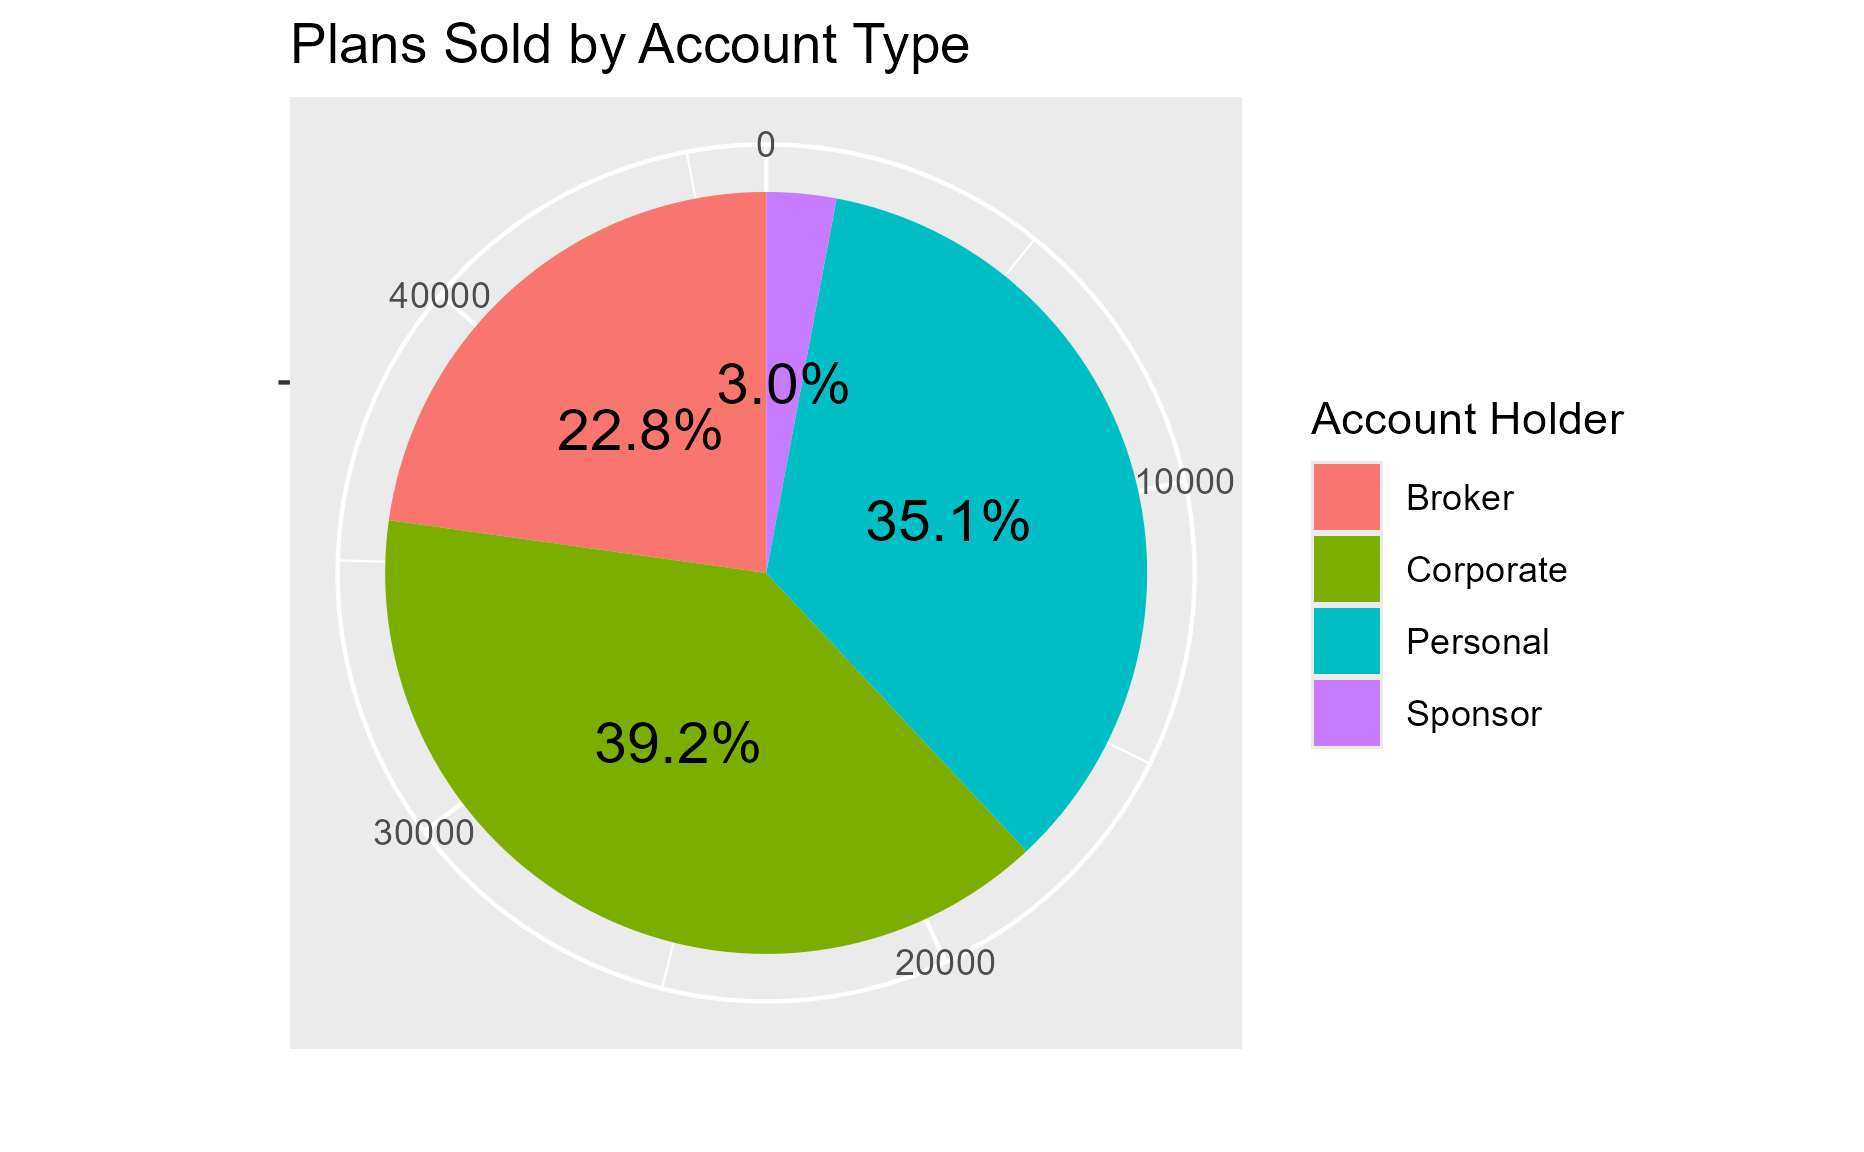 Plans Sold by Account Type
0
40000
3.0%
22.8%
10000
35.1%
39.2%
30000
20000
Account Holder
Broker
Corporate
Personal
Sponsor